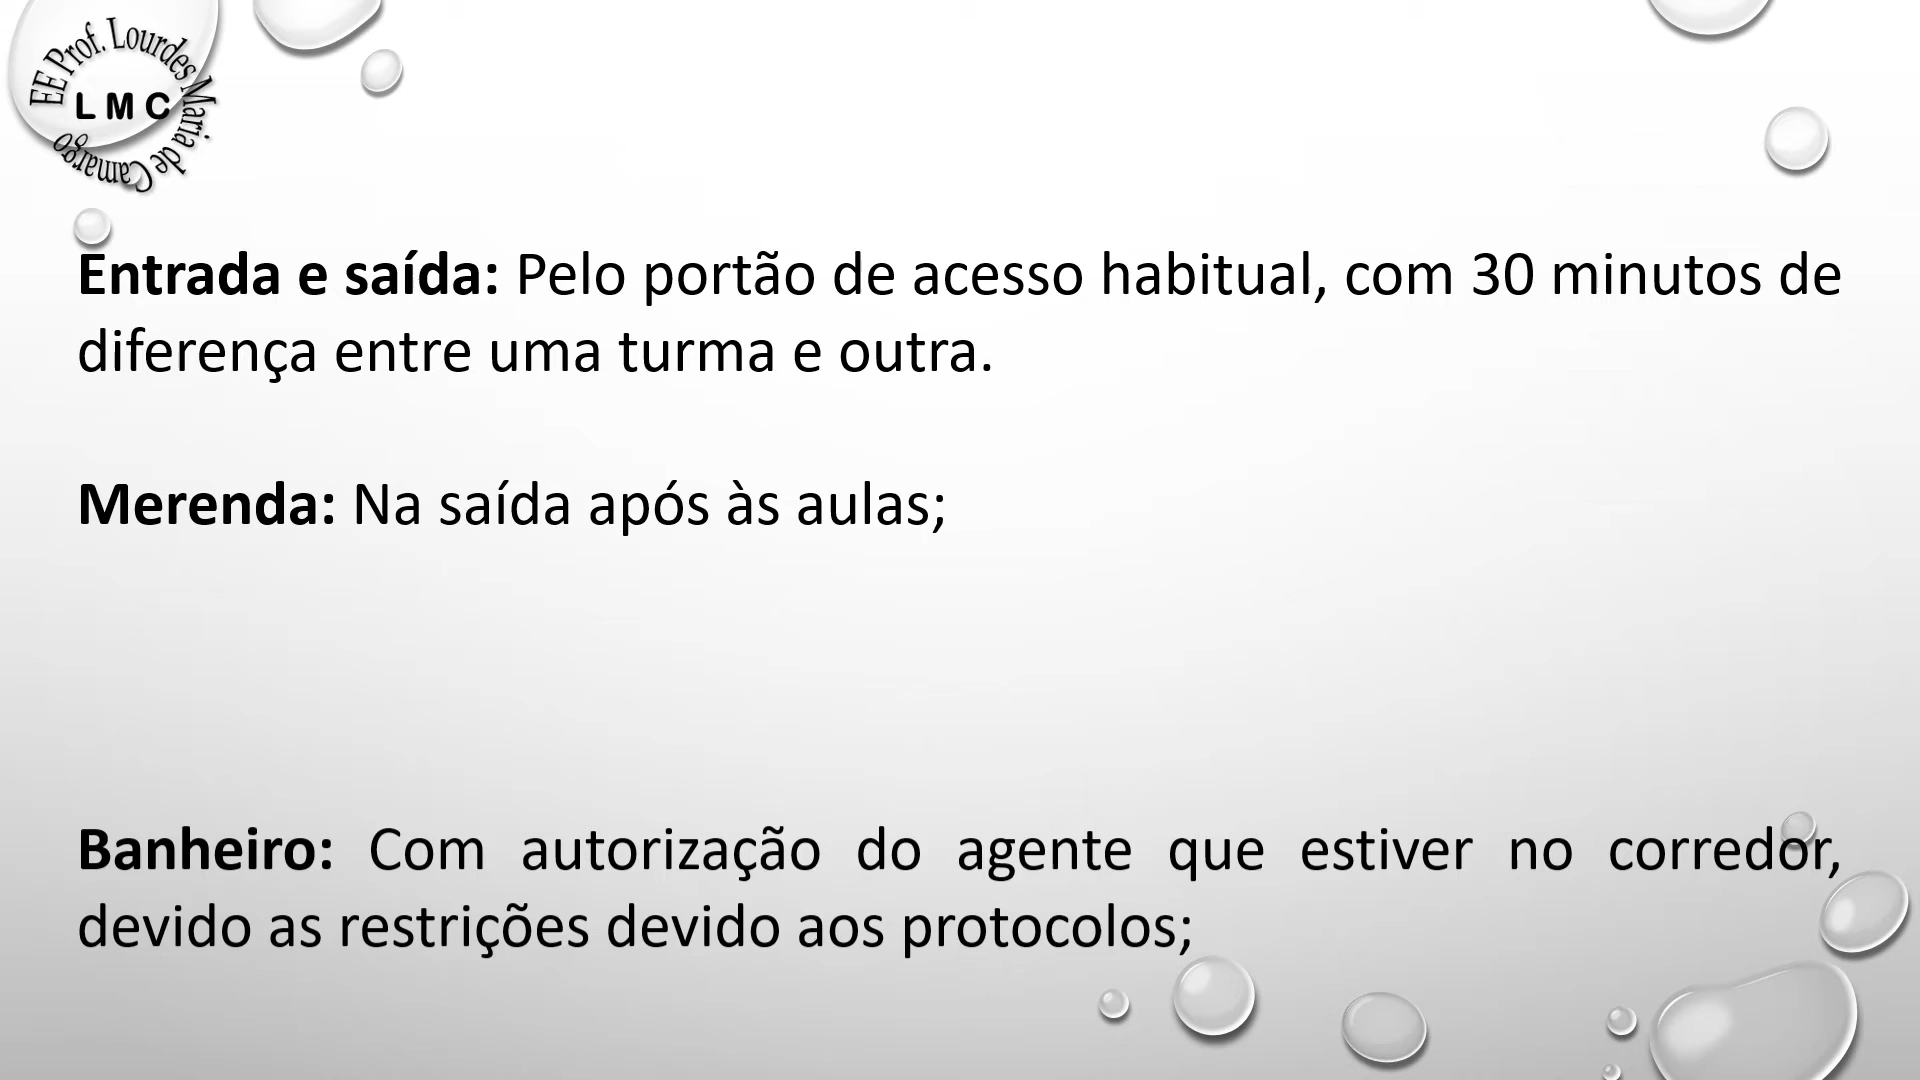 EE Prof. Lourdes Maria de Camargo
L M C
Entrada e saída: Pelo portão de acesso habitual, com 30 minutos de
diferença entre uma turma e outra.
Merenda: Na saída após às aulas;
Banheiro: Com autorização do agente que estiver no corredor,
devido as restrições devido aos protocolos;